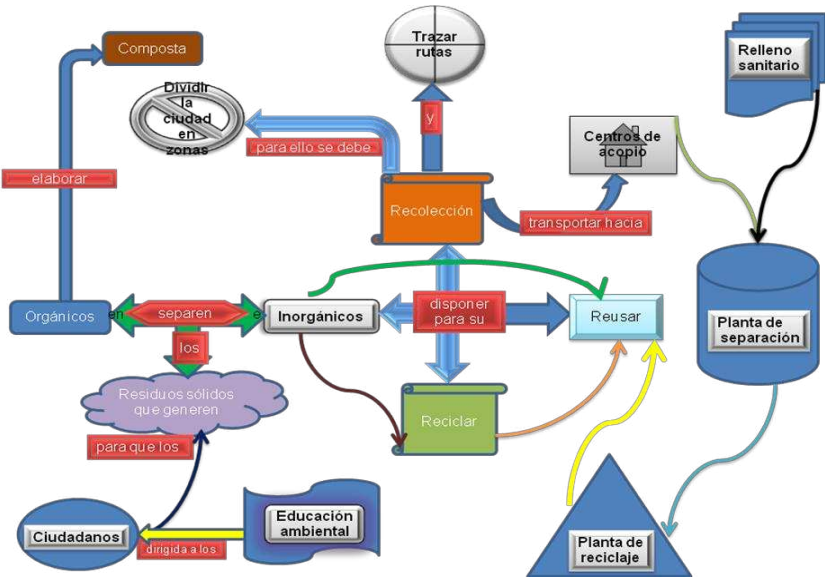 Composta
Trazar
rutas
Relleno
sanitario
Dividir
la
ciudad
en
zonas
y
para ello se debe
Centros de
acopio
elaborar
Recolección
transportar hacia
Orgánicos
en
separen
e
Inorgánicos
disponer
para su
Reusar
Planta de
separación
los
Residuos sólidos
que generen
Reciclar
para que los
Educación
ambiental
Ciudadanos
dirigida a los
Planta de
reciclaje